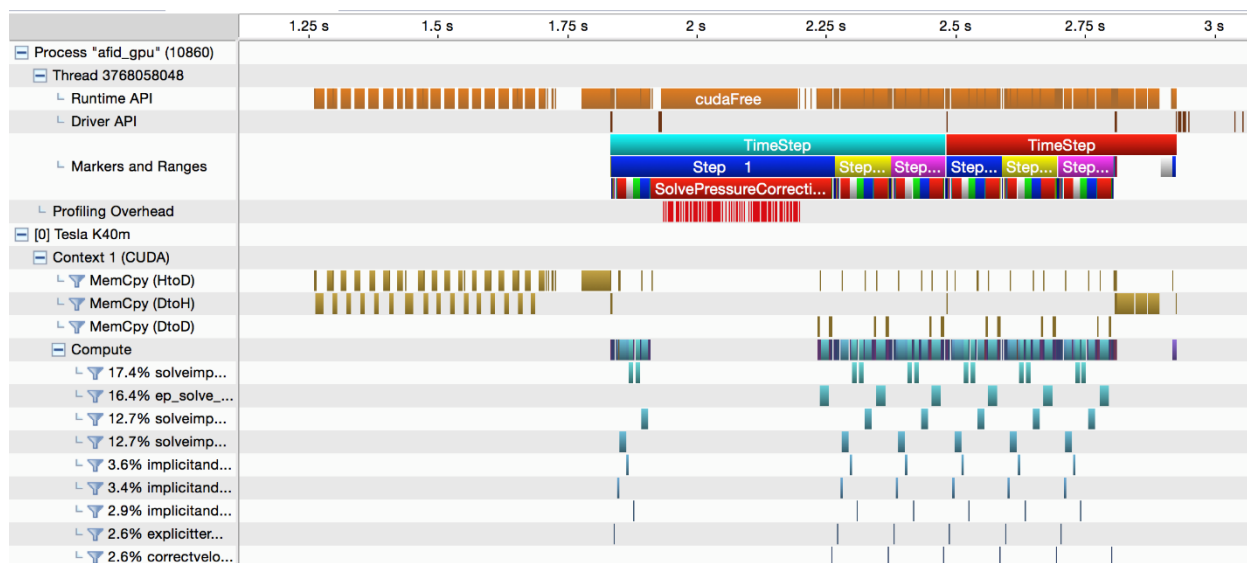 1.25 s 1.5 s 1.75 s 2 s 2.25 s 2.5 s 2.75 s 3 s
Process "afid_gpu" (10860)
Thread 3768058048
Runtime API cudaFree
Driver API
TimeStep TimeStep
Markers and Ranges Step 1 Step... Step... Step... Step... Step...
SolvePressureCorrecti...
Profiling Overhead
[0] Tesla K40m
Context 1 (CUDA)
MemCpy (HtoD)
MemCpy (DtoH)
MemCpy (DtoD)
Compute
17.4% solveimp...
16.4% ep_solve_...
12.7% solveimp...
12.7% solveimp...
3.6% implicitand...
3.4% implicitand...
2.9% implicitand...
2.6% explicitter...
2.6% correctvelo...